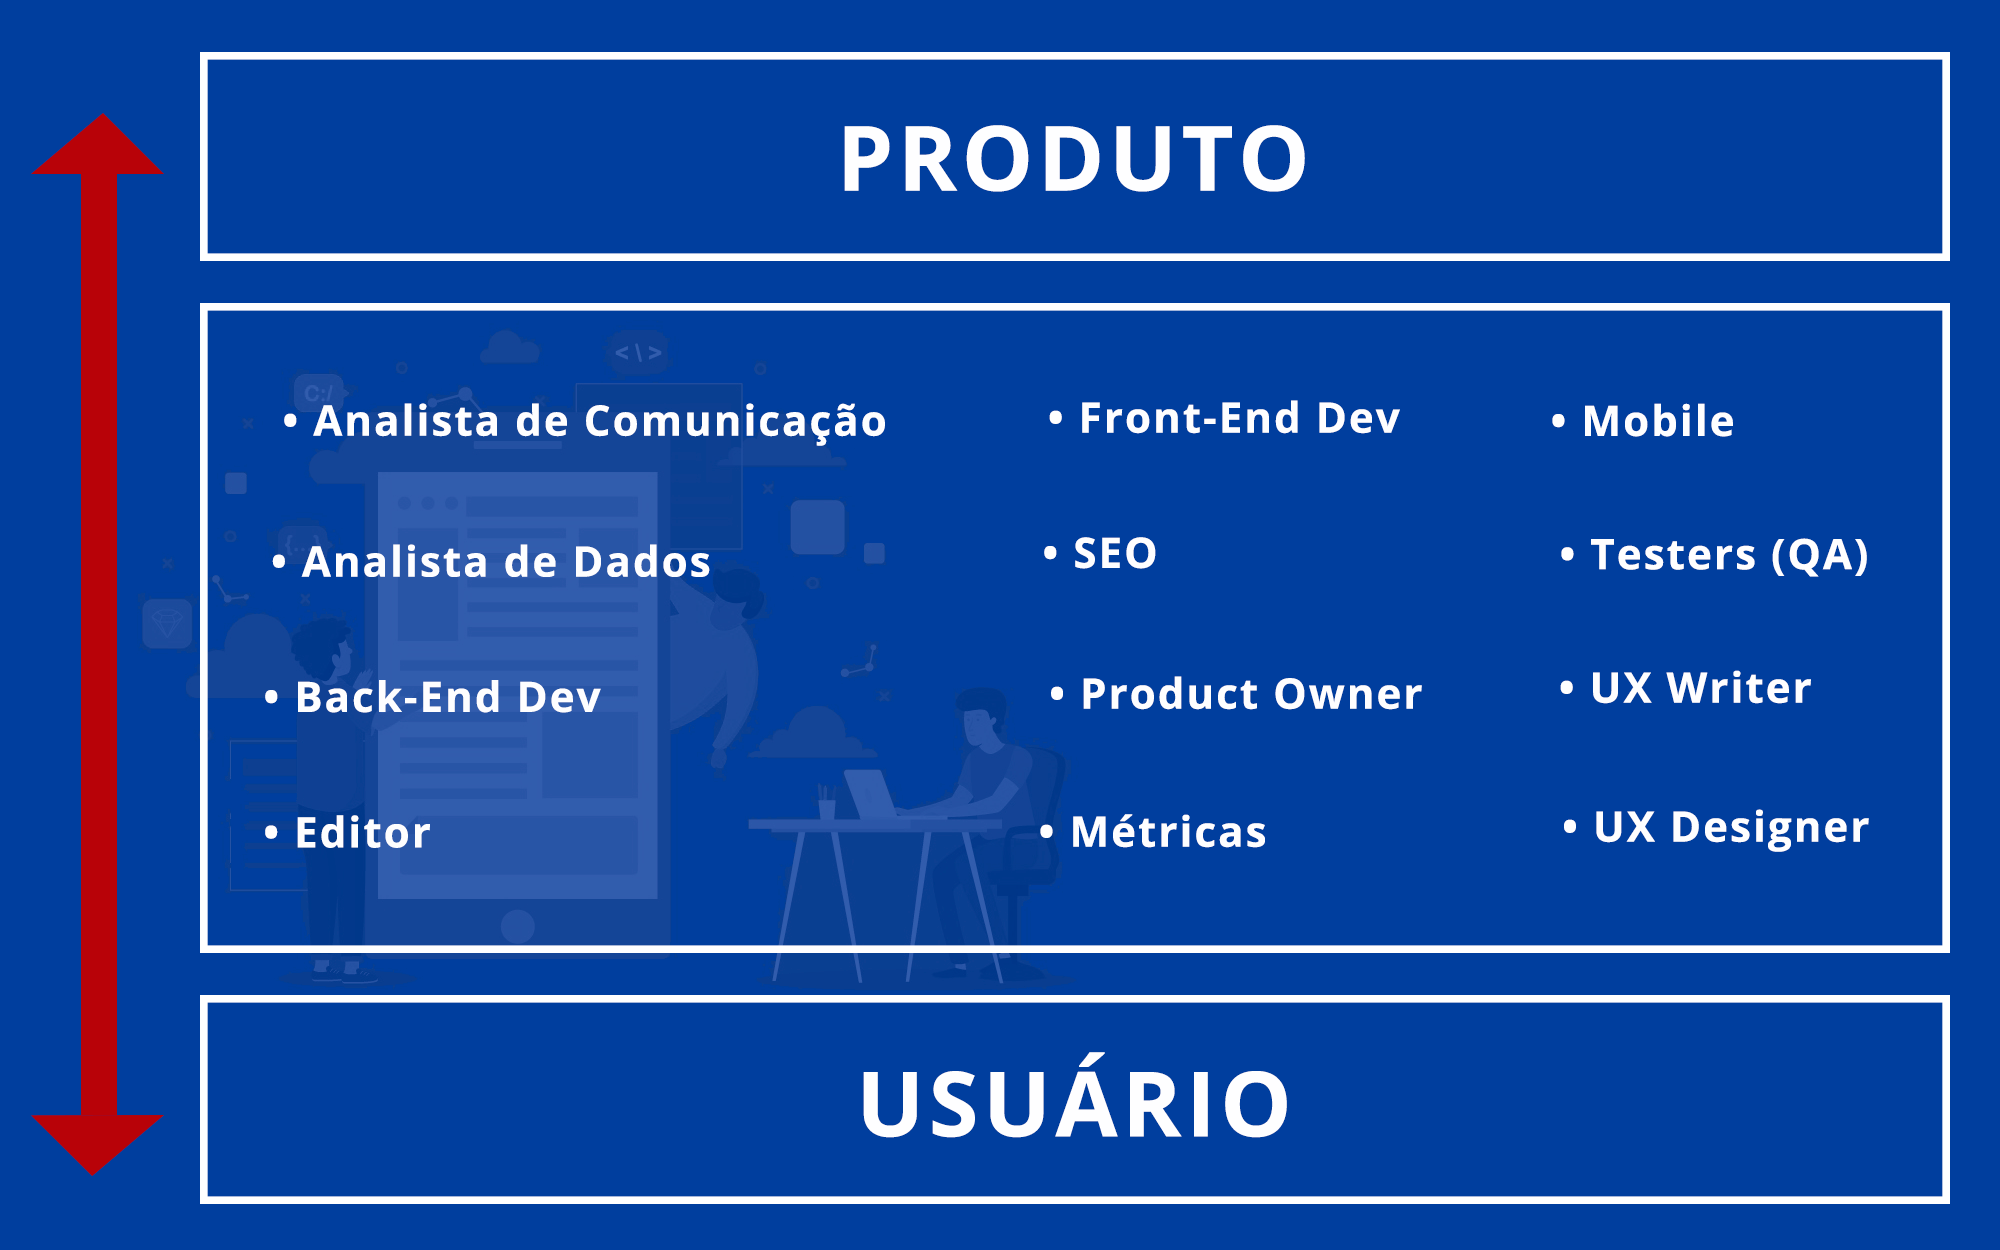 PRODUTO
</>
C:/
• Analista de Comunicação
• Front-End Dev
• Mobile
{...}
• Analista de Dados
• SEO
• Testers (QA)
• Back-End Dev
• Product Owner
• UX Writer
• Editor
• Métricas
• UX Designer
USUÁRIO